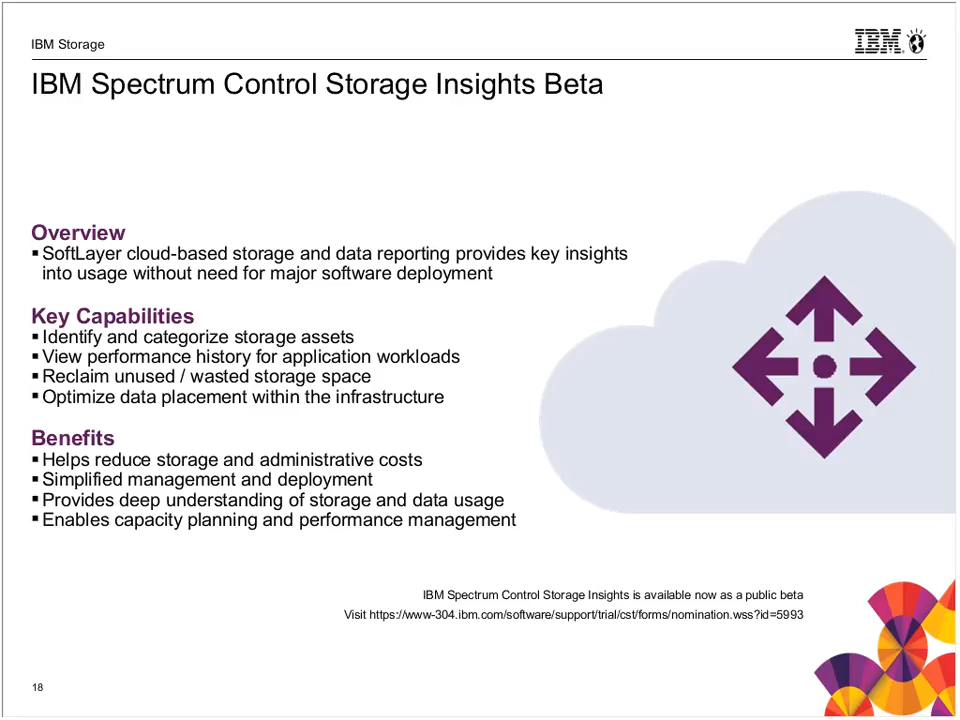 IBM Storage
IBM
IBM Spectrum Control Storage Insights Beta
Overview
▪ SoftLayer cloud-based storage and data reporting provides key insights
into usage without need for major software deployment
Key Capabilities
▪ Identify and categorize storage assets
▪ View performance history for application workloads
▪ Reclaim unused / wasted storage space
▪ Optimize data placement within the infrastructure
Benefits
▪ Helps reduce storage and administrative costs
▪ Simplified management and deployment
▪ Provides deep understanding of storage and data usage
▪ Enables capacity planning and performance management
IBM Spectrum Control Storage Insights is available now as a public beta
Visit https://www-304.ibm.com/software/support/trial/cst/forms/nomination.wss?id=5993
18